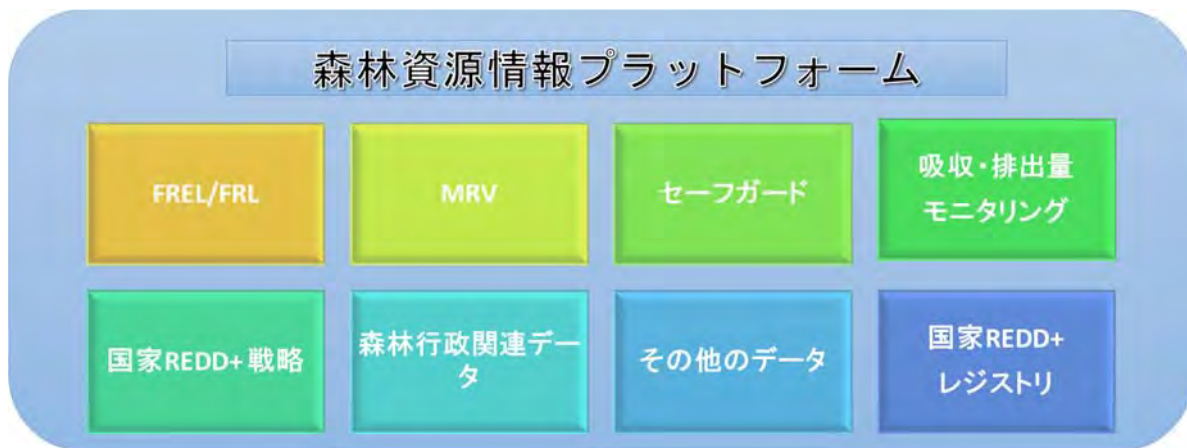 森林資源情報プラットフォーム
FREL/FRL
MRV
セーフガード
吸収・排出量
モニタリング
国家REDD+戦略
森林行政関連デー
タ
その他のデータ
国家REDD+
レジストリ